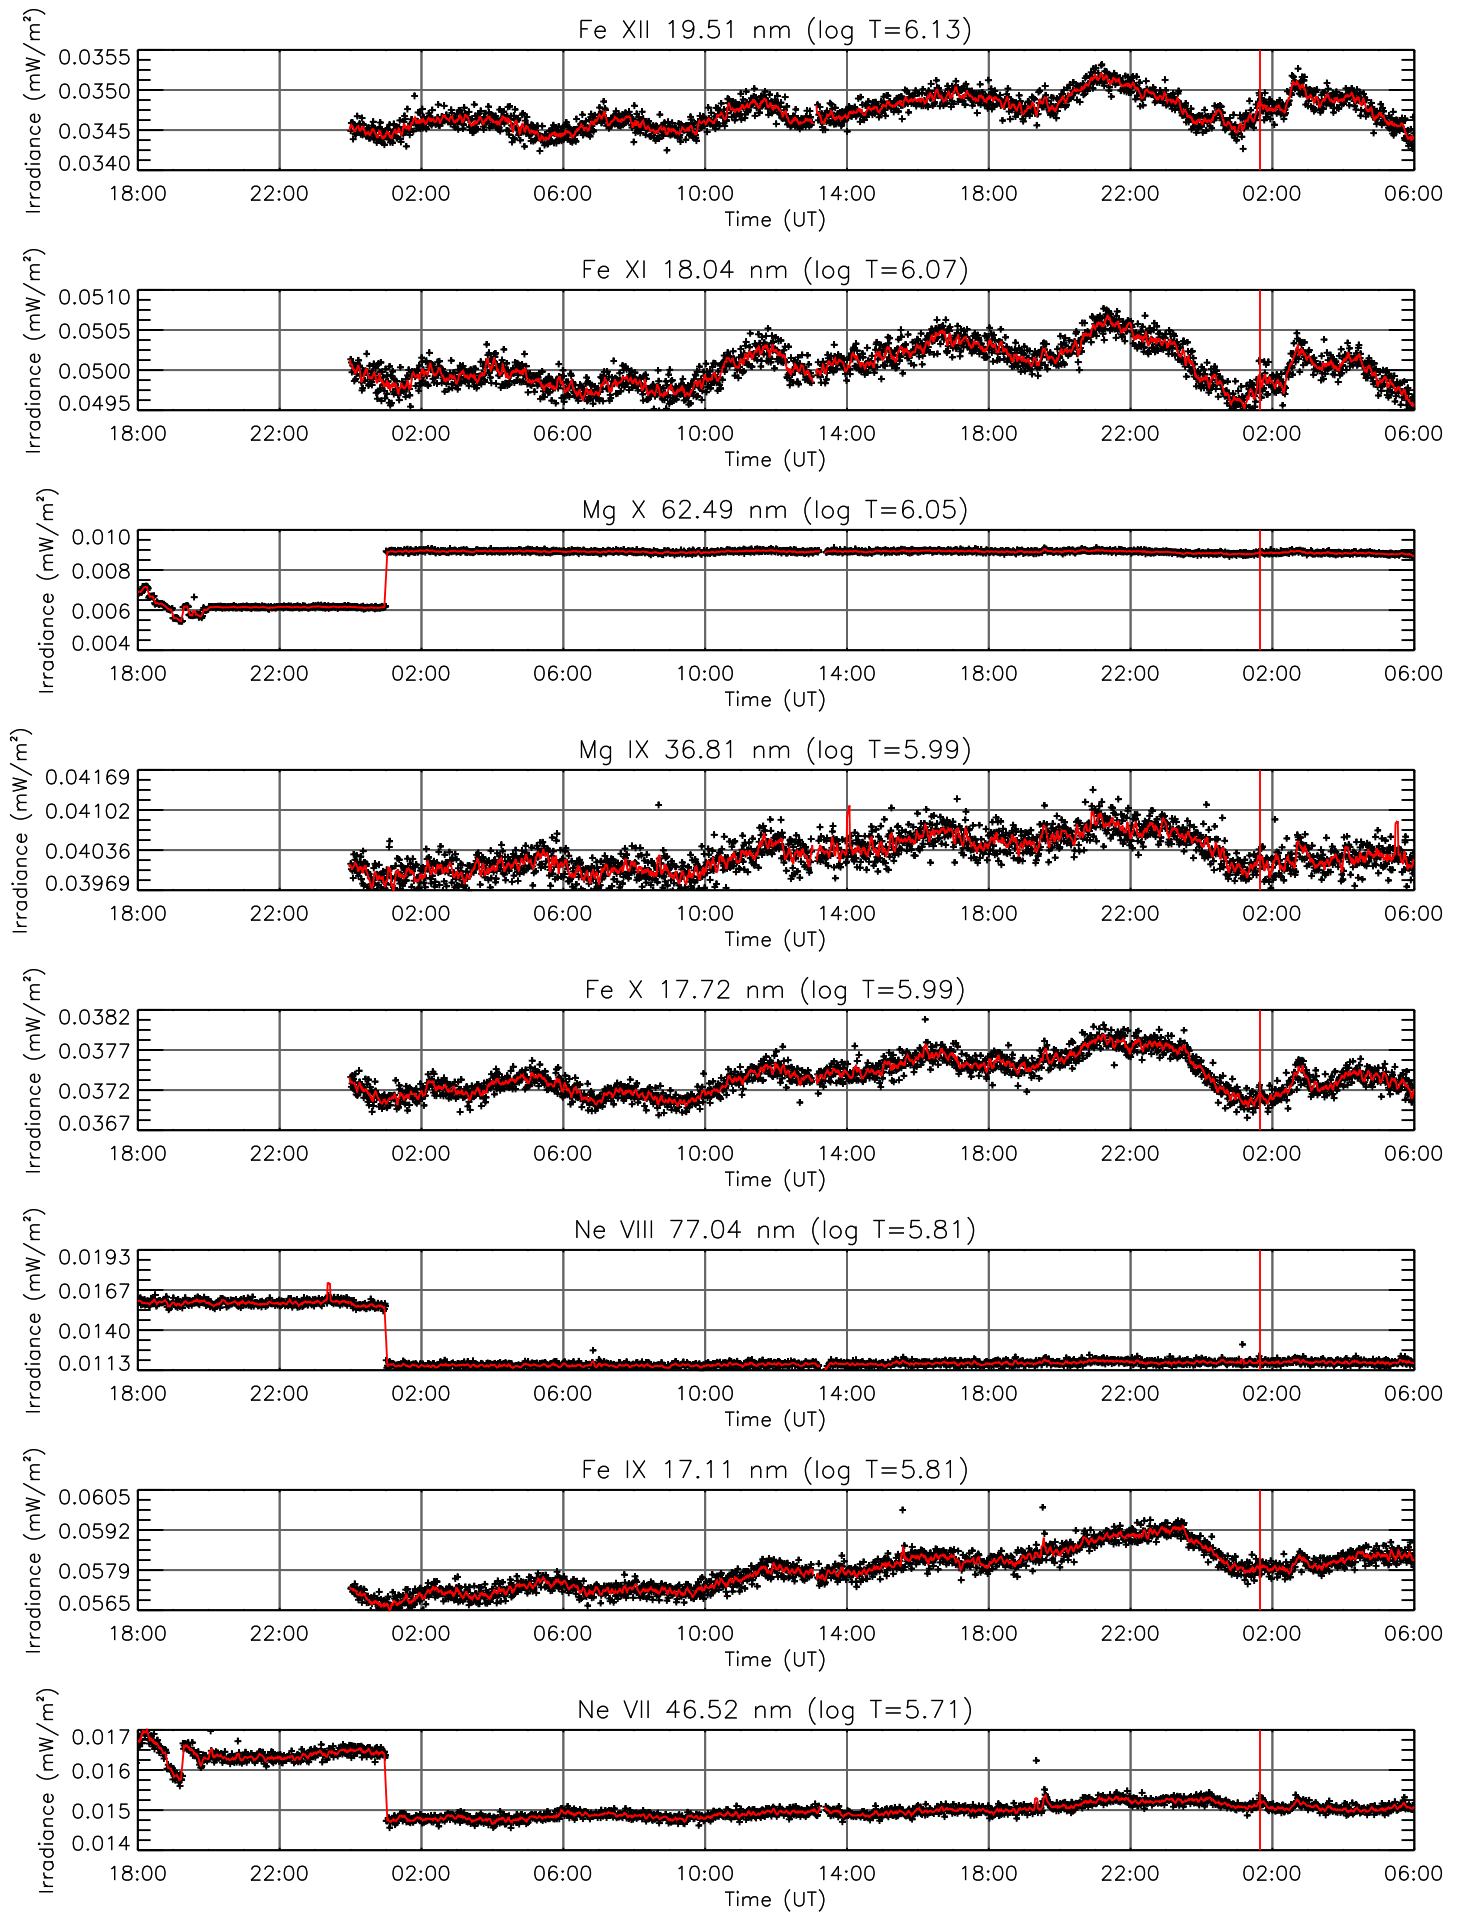 Fe XII 19.51 nm (log T=6.13)
Irradiance (mW/m²)
0.0355
0.0350
0.0345
0.0340
18:00 22:00 02:00 06:00 10:00 14:00 18:00 22:00 02:00 06:00
Time (UT)
Fe XI 18.04 nm (log T=6.07)
Irradiance (mW/m²)
0.0510
0.0505
0.0500
0.0495
18:00 22:00 02:00 06:00 10:00 14:00 18:00 22:00 02:00 06:00
Time (UT)
Mg X 62.49 nm (log T=6.05)
Irradiance (mW/m²)
0.010
0.008
0.006
0.004
18:00 22:00 02:00 06:00 10:00 14:00 18:00 22:00 02:00 06:00
Time (UT)
Mg IX 36.81 nm (log T=5.99)
Irradiance (mW/m²)
0.04169
0.04102
0.04036
0.03969
18:00 22:00 02:00 06:00 10:00 14:00 18:00 22:00 02:00 06:00
Time (UT)
Fe X 17.72 nm (log T=5.99)
Irradiance (mW/m²)
0.0382
0.0377
0.0372
0.0367
18:00 22:00 02:00 06:00 10:00 14:00 18:00 22:00 02:00 06:00
Time (UT)
Ne VIII 77.04 nm (log T=5.81)
Irradiance (mW/m²)
0.0193
0.0167
0.0140
0.0113
18:00 22:00 02:00 06:00 10:00 14:00 18:00 22:00 02:00 06:00
Time (UT)
Fe IX 17.11 nm (log T=5.81)
Irradiance (mW/m²)
0.0605
0.0592
0.0579
0.0565
18:00 22:00 02:00 06:00 10:00 14:00 18:00 22:00 02:00 06:00
Time (UT)
Ne VII 46.52 nm (log T=5.71)
Irradiance (mW/m²)
0.017
0.016
0.015
0.014
18:00 22:00 02:00 06:00 10:00 14:00 18:00 22:00 02:00 06:00
Time (UT)